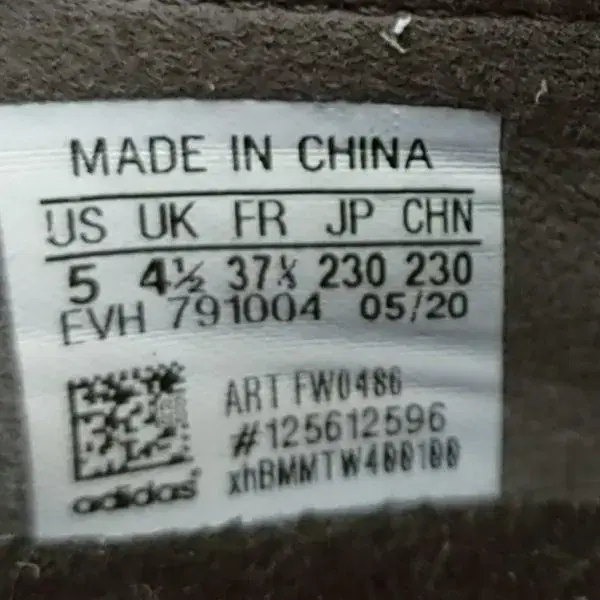 MADE IN CHINA
US UK FR JP CHN
5 4½ 37⅓ 230 230
EVH 791004 05/20
ART FW0486
#125612596
xhBMMTW400100
adidas